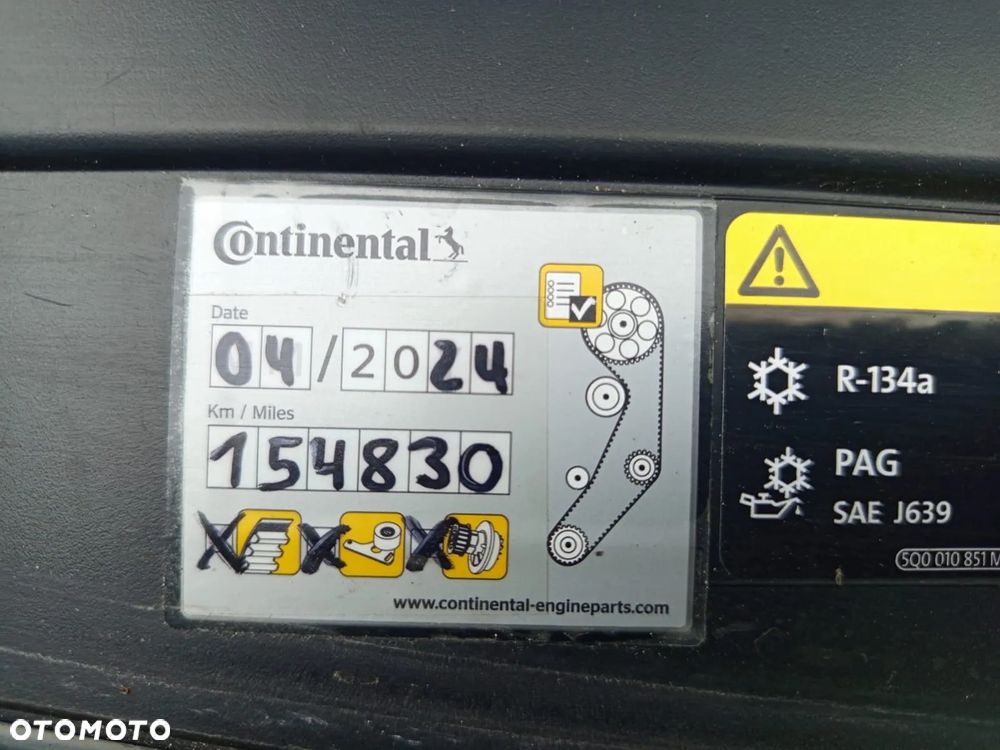 Continental
Date
04/2024
Km / Miles
154830
X X X
www.continental-engineparts.com
R-134a
PAG
SAE J639
5Q0 010 851 M
OTOMOTO